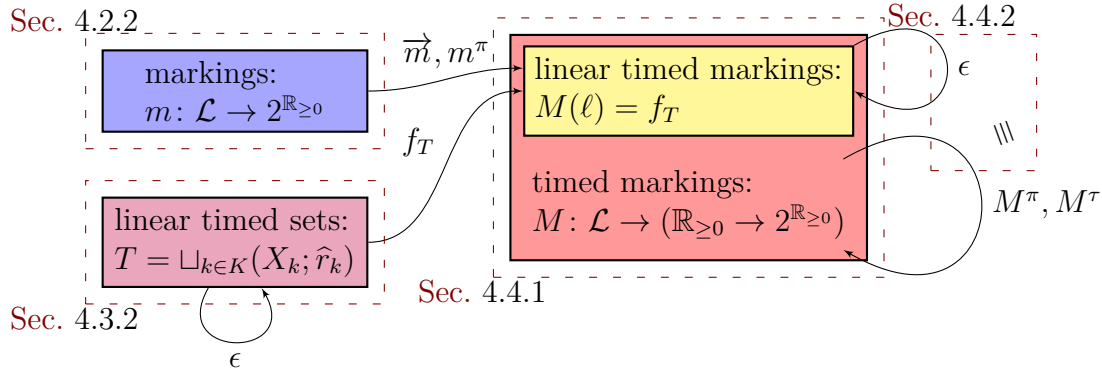 Sec. 4.2.2
markings:
m: 𝓛 → 2^{ℝ≥0}
linear timed sets:
T = ⊔_{k∈K}(X_k; r̂_k)
Sec. 4.3.2
ϵ
m⃗, m^π
f_T
linear timed markings:
M(ℓ) = f_T
timed markings:
M: 𝓛 → (ℝ≥0 → 2^{ℝ≥0})
Sec. 4.4.1
Sec. 4.4.2
ϵ
≡
M^π, M^τ